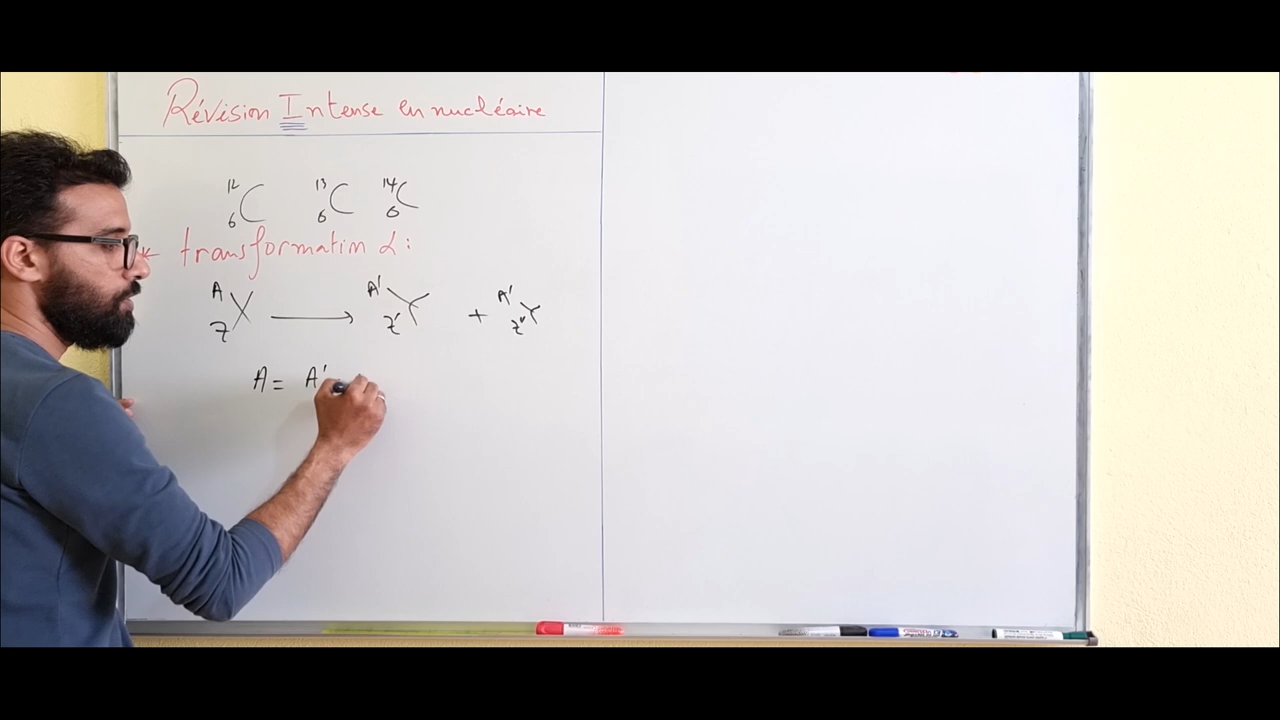 Révision Intense en nucléaire
¹²₆C ¹³₆C ¹⁴₆C
* transformation α :
ᴬ_Z X ⟶ ᴬ'_Z' Y + ᴬ'_Z'' Y
A = A'